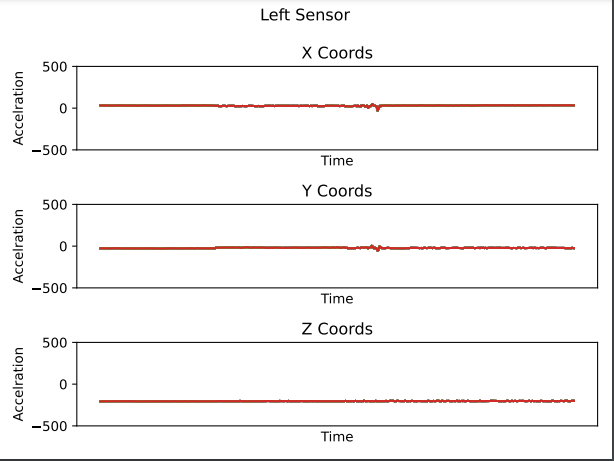 Left Sensor
X Coords
500
0
−500
Accelration
Time
Y Coords
500
0
−500
Accelration
Time
Z Coords
500
0
−500
Accelration
Time